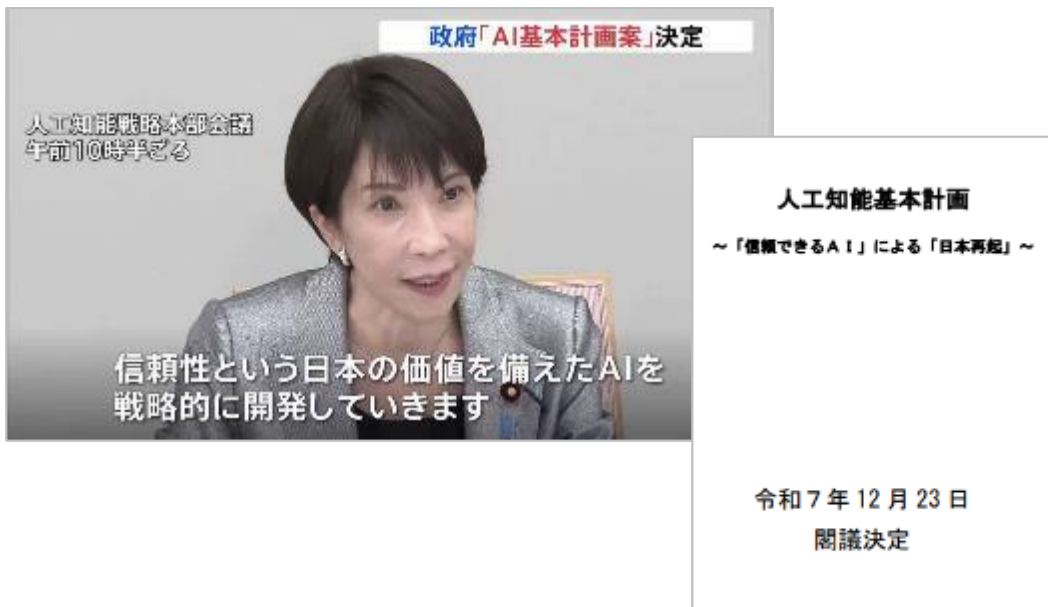 政府「AI基本計画案」決定
人工知能戦略本部会議
午前10時半ごろ
信頼性という日本の価値を備えたAIを
戦略的に開発していきます
人工知能基本計画
～「信頼できるＡＩ」による「日本再起」～
令和７年 12 月 23 日
閣議決定